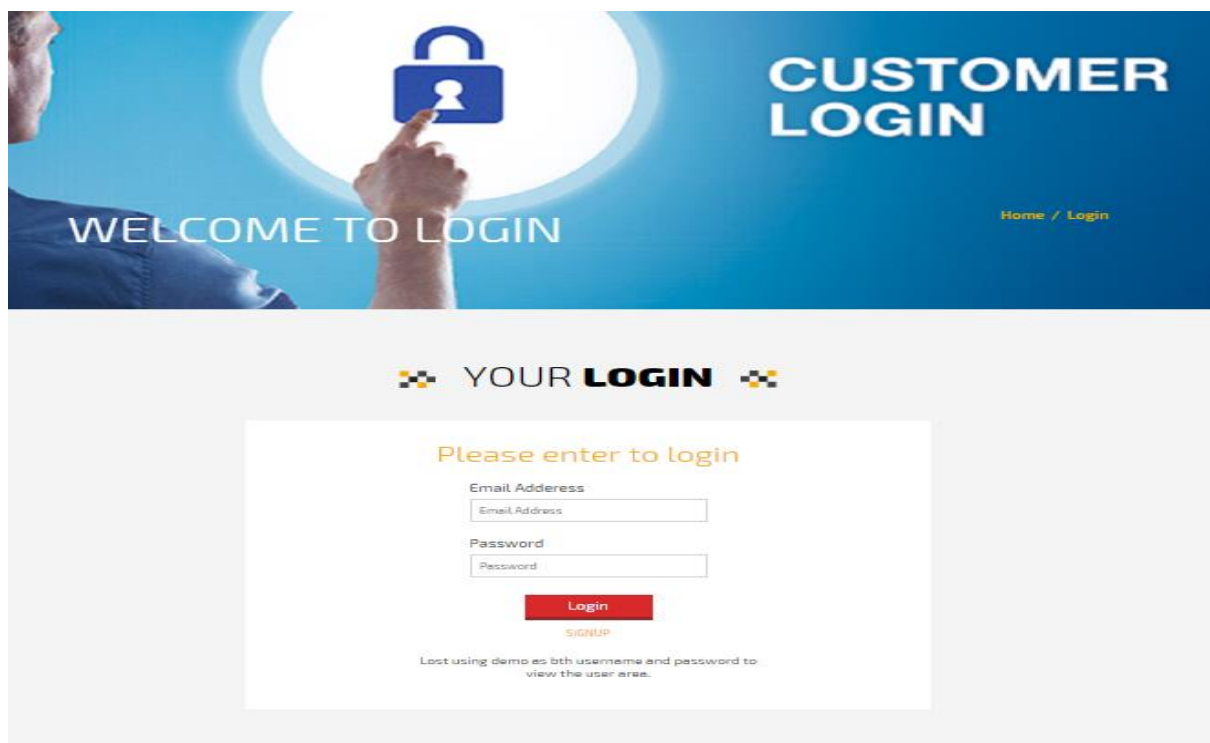 CUSTOMER
LOGIN
WELCOME TO LOGIN
Home / Login
YOUR LOGIN
Please enter to login
Email Adderess
Email Address
Password
Password
Login
SIGNUP
Lost using demo as bth username and password to
view the user area.